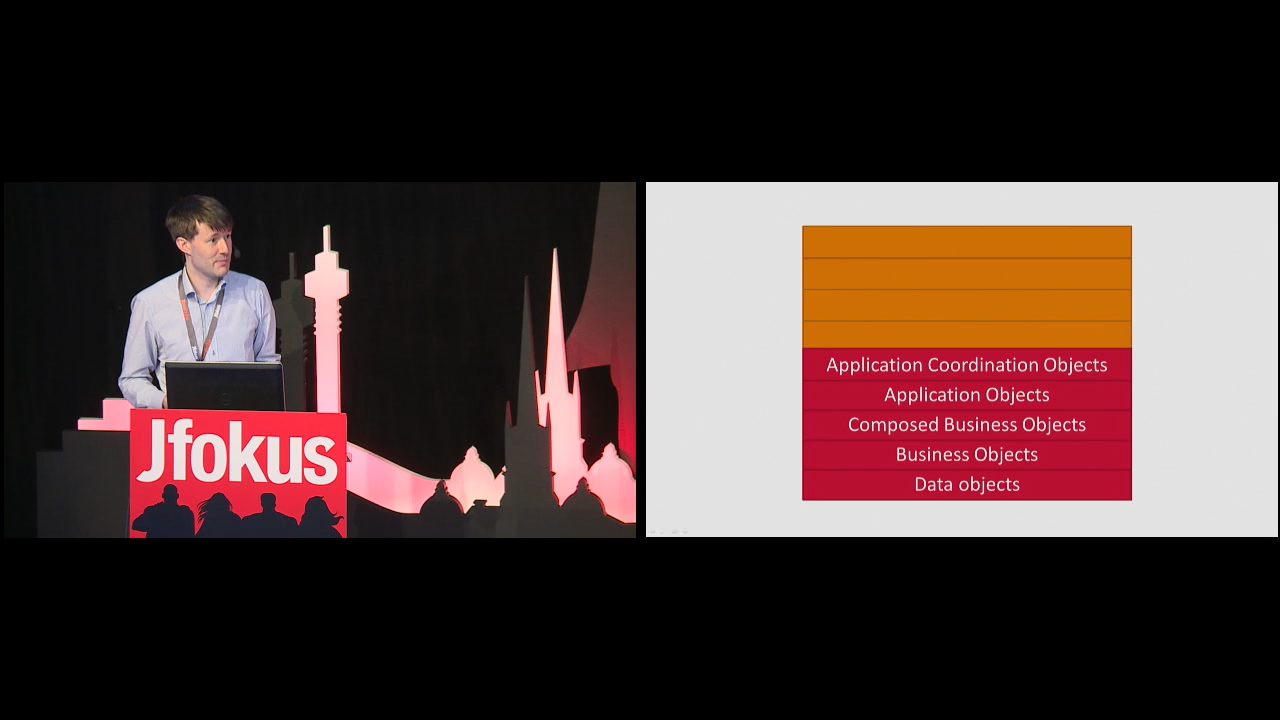 Jfokus
Application Coordination Objects
Application Objects
Composed Business Objects
Business Objects
Data objects